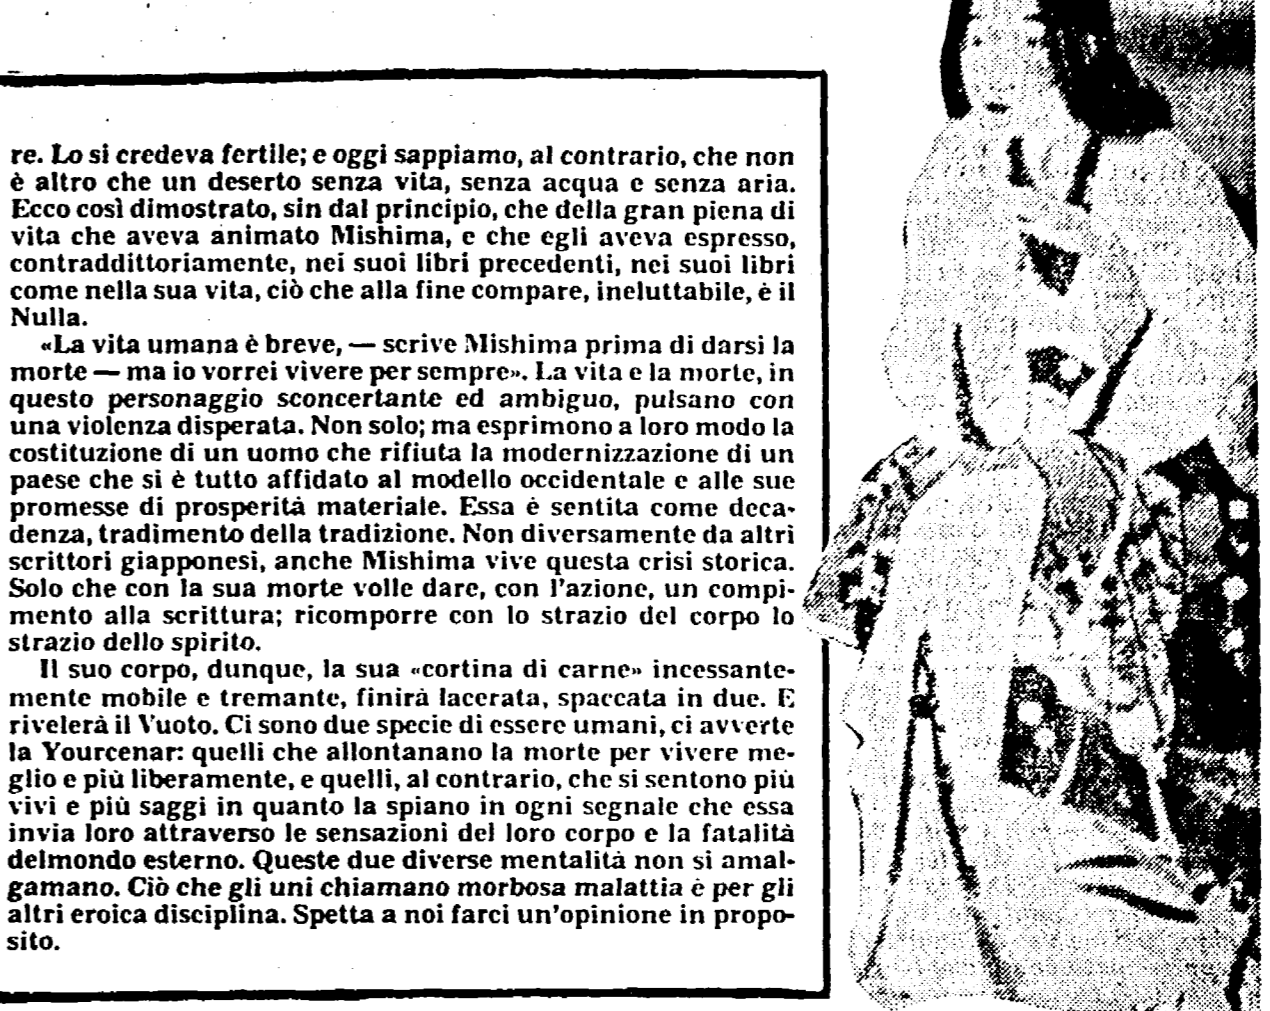 re. Lo si credeva fertile; e oggi sappiamo, al contrario, che non
è altro che un deserto senza vita, senza acqua e senza aria.
Ecco così dimostrato, sin dal principio, che della gran piena di
vita che aveva animato Mishima, e che egli aveva espresso,
contraddittoriamente, nei suoi libri precedenti, nei suoi libri
come nella sua vita, ciò che alla fine compare, ineluttabile, è il
Nulla.
«La vita umana è breve, — scrive Mishima prima di darsi la
morte — ma io vorrei vivere per sempre». La vita e la morte, in
questo personaggio sconcertante ed ambiguo, pulsano con
una violenza disperata. Non solo; ma esprimono a loro modo la
costituzione di un uomo che rifiuta la modernizzazione di un
paese che si è tutto affidato al modello occidentale e alle sue
promesse di prosperità materiale. Essa è sentita come deca-
denza, tradimento della tradizione. Non diversamente da altri
scrittori giapponesi, anche Mishima vive questa crisi storica.
Solo che con la sua morte volle dare, con l'azione, un compi-
mento alla scrittura; ricomporre con lo strazio del corpo lo
strazio dello spirito.
Il suo corpo, dunque, la sua «cortina di carne» incessante-
mente mobile e tremante, finirà lacerata, spaccata in due. E
rivelerà il Vuoto. Ci sono due specie di essere umani, ci avverte
la Yourcenar: quelli che allontanano la morte per vivere me-
glio e più liberamente, e quelli, al contrario, che si sentono più
vivi e più saggi in quanto la spiano in ogni segnale che essa
invia loro attraverso le sensazioni del loro corpo e la fatalità
delmondo esterno. Queste due diverse mentalità non si amal-
gamano. Ciò che gli uni chiamano morbosa malattia è per gli
altri eroica disciplina. Spetta a noi farci un'opinione in propo-
sito.